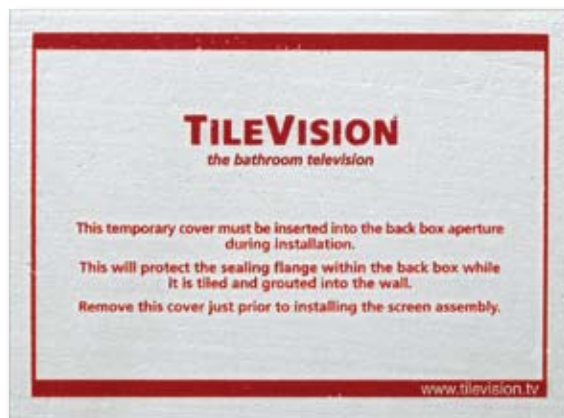 TILEVISION
the bathroom television
This temporary cover must be inserted into the back box aperture
during installation.
This will protect the sealing flange within the back box while
it is tiled and grouted into the wall.
Remove this cover just prior to installing the screen assembly.
www.tilevision.tv